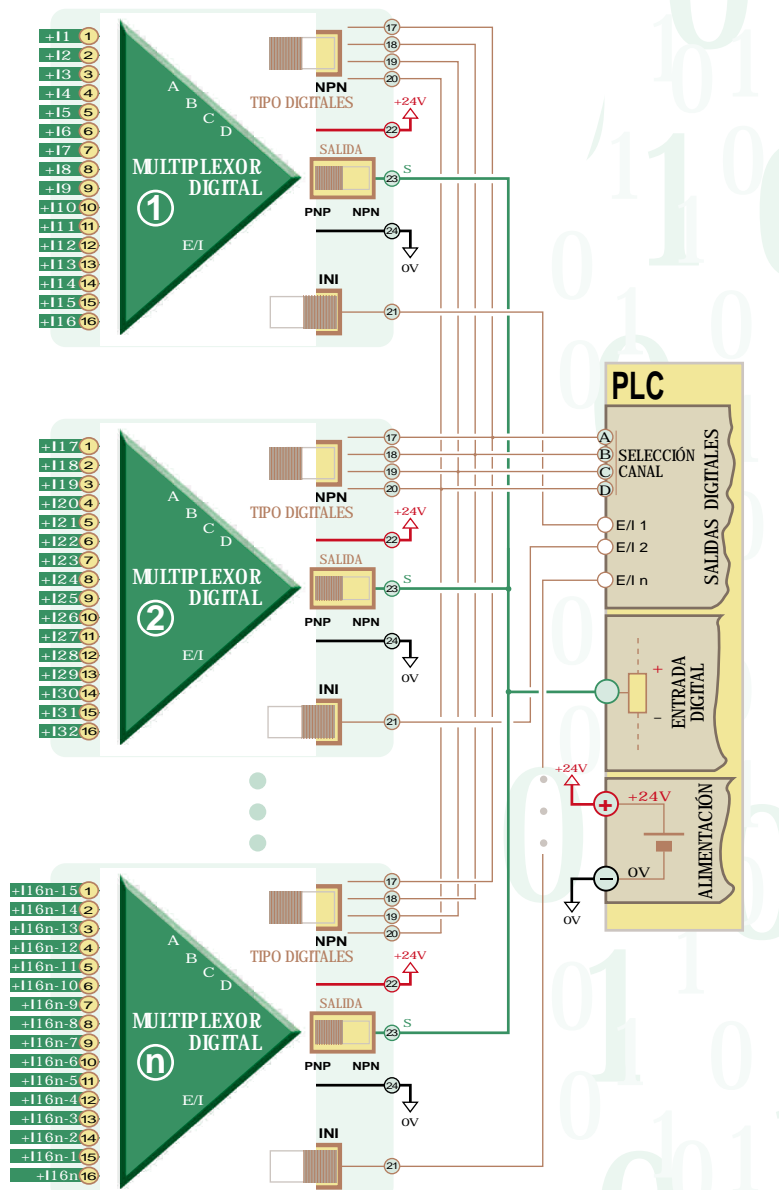 +I1 1
+I2 2
+I3 3
+I4 4
+I5 5
+I6 6
+I7 7
+I8 8
+I9 9
+I10 10
+I11 11
+I12 12
+I13 13
+I14 14
+I15 15
+I16 16
A
B
C
D
MULTIPLEXOR
DIGITAL
1
E/I
NPN
TIPO DIGITALES
17
18
19
20
+24V
22
SALIDA
23
S
PNP NPN
24
0V
INI
21
+I17 1
+I18 2
+I19 3
+I20 4
+I21 5
+I22 6
+I23 7
+I24 8
+I25 9
+I26 10
+I27 11
+I28 12
+I29 13
+I30 14
+I31 15
+I32 16
A
B
C
D
MULTIPLEXOR
DIGITAL
2
E/I
NPN
TIPO DIGITALES
17
18
19
20
+24V
22
SALIDA
23
S
PNP NPN
24
0V
INI
21
+I16n-15 1
+I16n-14 2
+I16n-13 3
+I16n-12 4
+I16n-11 5
+I16n-10 6
+I16n-9 7
+I16n-8 8
+I16n-7 9
+I16n-6 10
+I16n-5 11
+I16n-4 12
+I16n-3 13
+I16n-2 14
+I16n-1 15
+I16n 16
A
B
C
D
MULTIPLEXOR
DIGITAL
n
E/I
NPN
TIPO DIGITALES
17
18
19
20
+24V
22
SALIDA
23
S
PNP NPN
24
0V
INI
21
PLC
A
B
C
D
SELECCIÓN
CANAL
E/I 1
E/I 2
E/I n
SALIDAS DIGITALES
+
−
ENTRADA
DIGITAL
+24V
+
+24V
−
0V
0V
ALIMENTACIÓN